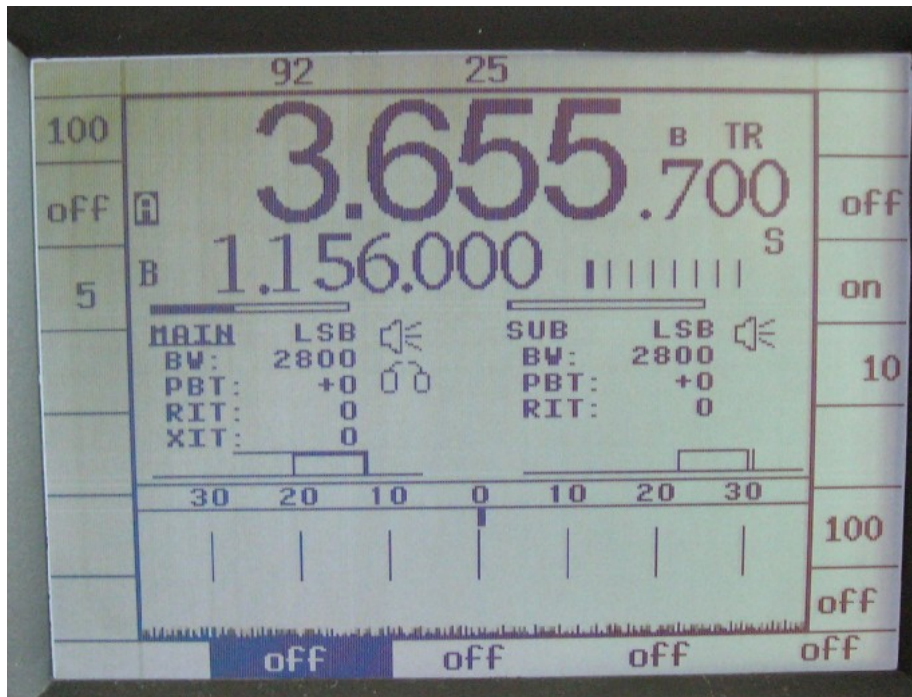 92 25
100 B TR
3.655.700
off A off
B 1.156.000 S
5 on
MAIN LSB SUB LSB
BW: 2800 BW: 2800
PBT: +0 PBT: +0 10
RIT: 0 RIT: 0
XIT: 0
30 20 10 0 10 20 30
100
off
off off off off